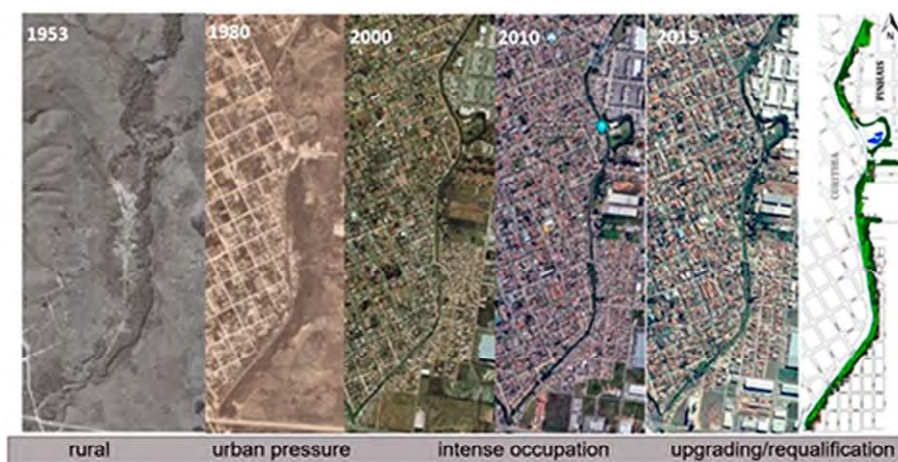 1953
1980
2000
2010
2015
N
PINHAIS
CURITIBA
rural
urban pressure
intense occupation
upgrading/requalification